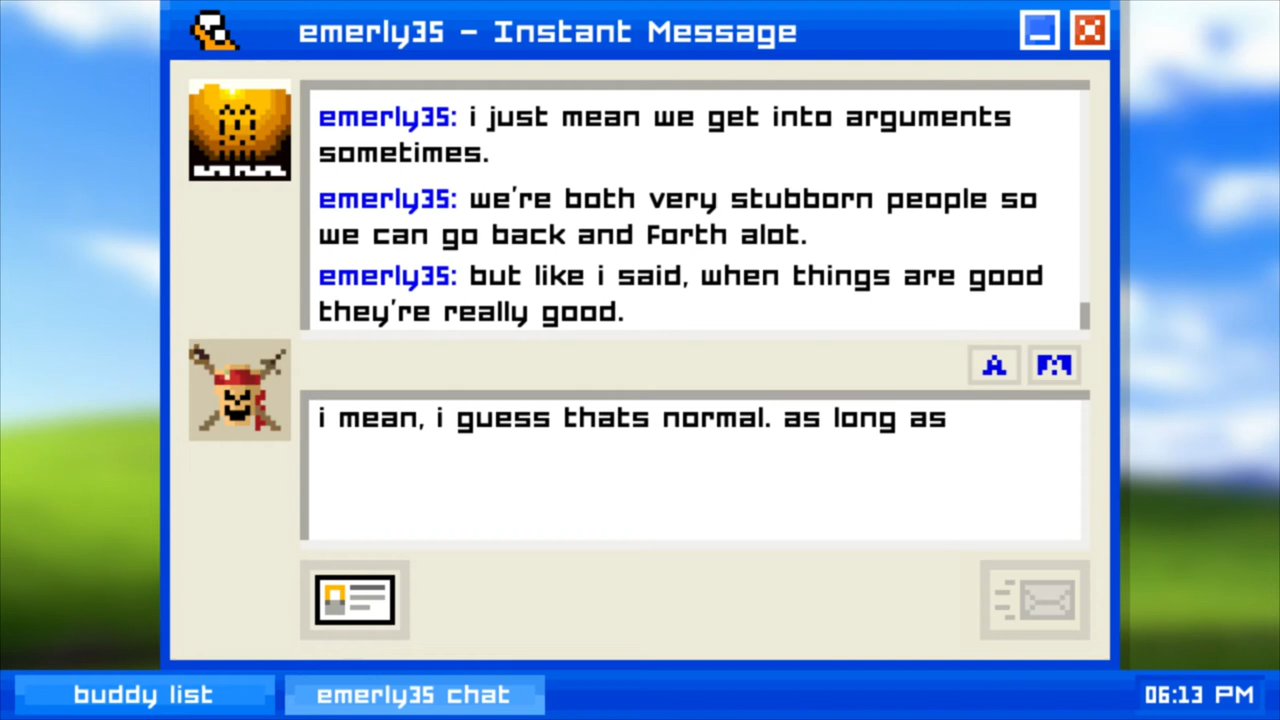 emerly35 - Instant Message
emerly35: i just mean we get into arguments
sometimes.
emerly35: we're both very stubborn people so
we can go back and forth alot.
emerly35: but like i said, when things are good
they're really good.
A
i mean, i guess thats normal. as long as
buddy list
emerly35 chat
06:13 PM